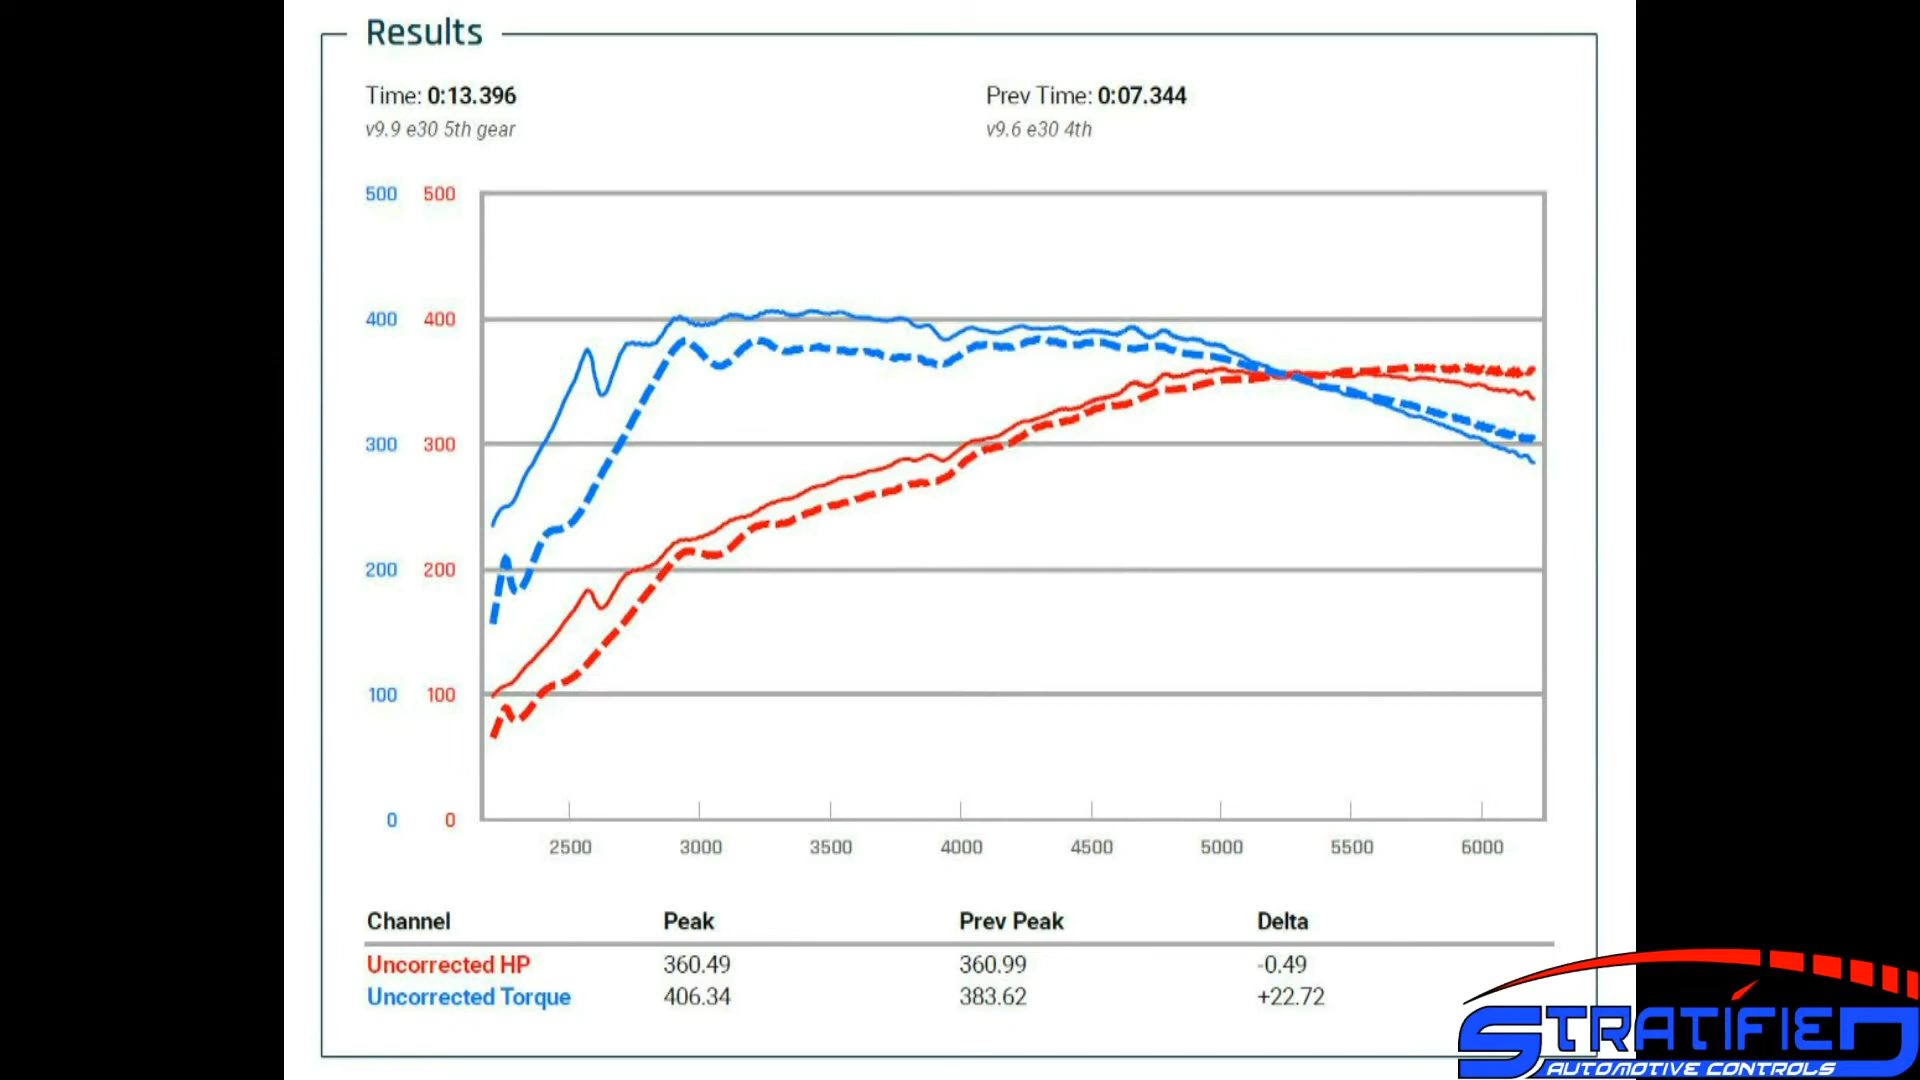 Results
Time: 0:13.396
Prev Time: 0:07.344
v9.9 e30 5th gear
v9.6 e30 4th
500 500
400 400
300 300
200 200
100 100
0 0
2500 3000 3500 4000 4500 5000 5500 6000
Channel Peak Prev Peak Delta
Uncorrected HP 360.49 360.99 -0.49
Uncorrected Torque 406.34 383.62 +22.72
STRATIFIED
AUTOMOTIVE CONTROLS